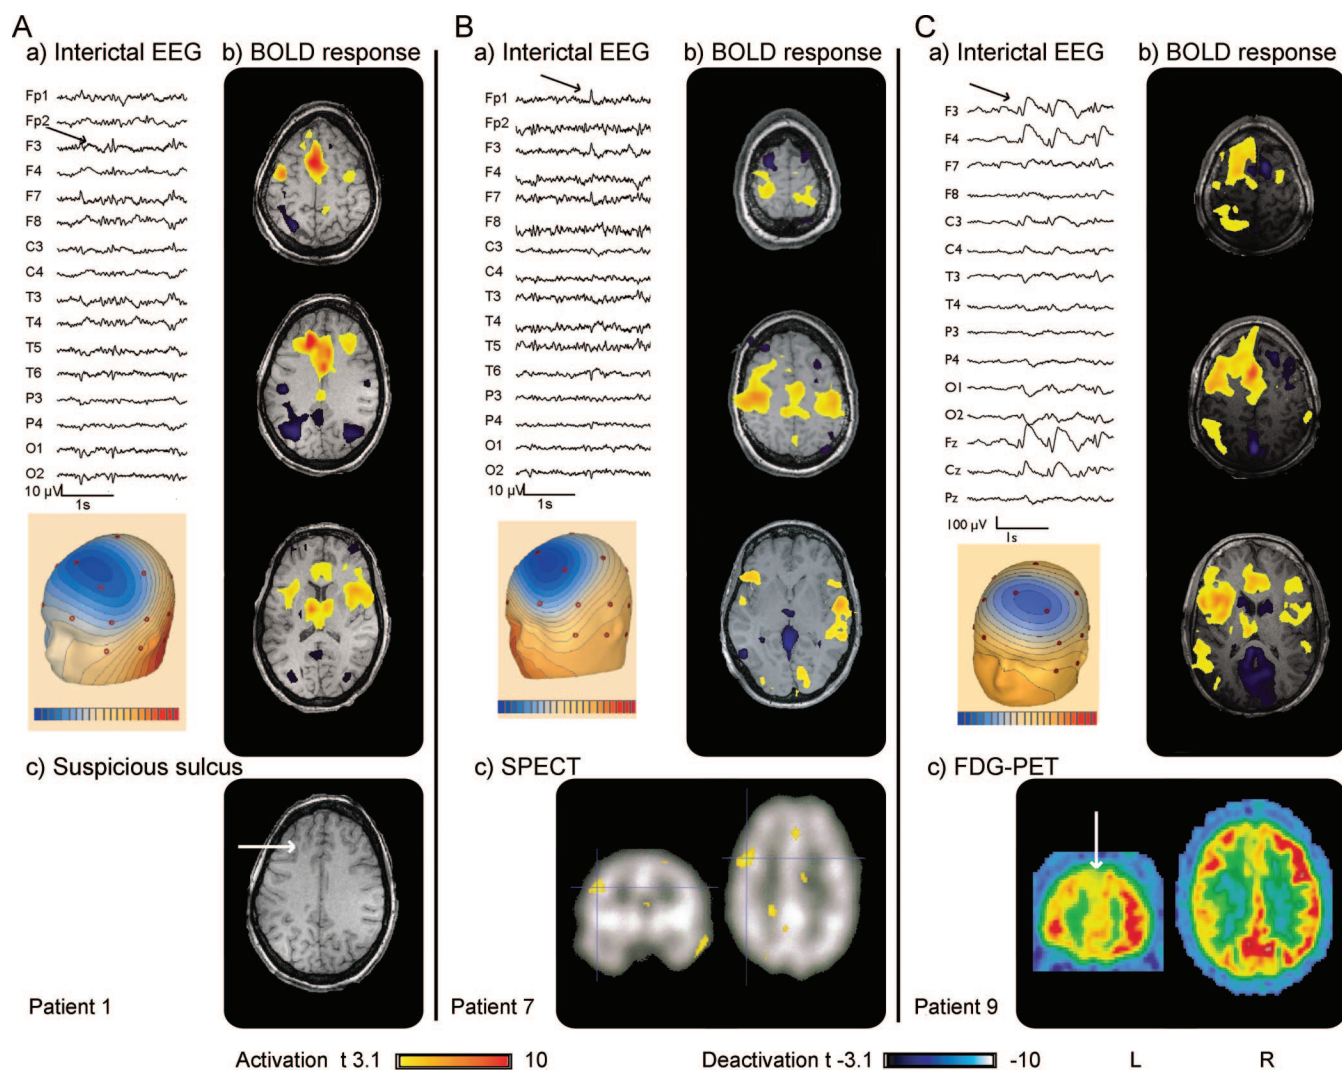 A
a) Interictal EEG
b) BOLD response
Fp1
Fp2
F3
F4
F7
F8
C3
C4
T3
T4
T5
T6
P3
P4
O1
O2
10 µV
1s
c) Suspicious sulcus
Patient 1
B
a) Interictal EEG
b) BOLD response
Fp1
Fp2
F3
F4
F7
F8
C3
C4
T3
T4
T5
T6
P3
P4
O1
O2
10 µV
1s
c) SPECT
Patient 7
C
a) Interictal EEG
b) BOLD response
F3
F4
F7
F8
C3
C4
T3
T4
P3
P4
O1
O2
Fz
Cz
Pz
100 µV
1s
c) FDG-PET
Patient 9
Activation t 3.1 10 Deactivation t -3.1 -10 L R